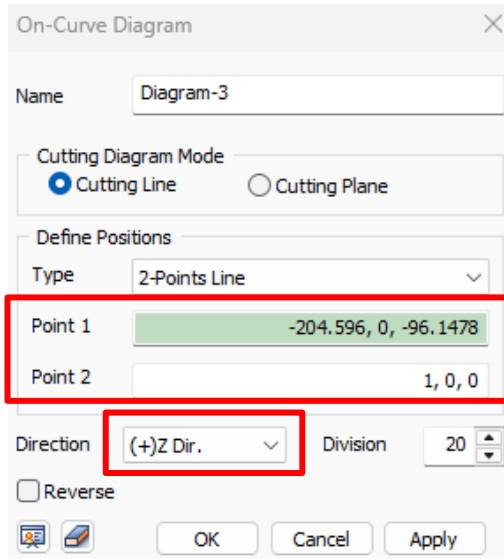 On-Curve Diagram
Name Diagram-3
Cutting Diagram Mode
Cutting Line Cutting Plane
Define Positions
Type 2-Points Line
Point 1 -204.596, 0, -96.1478
Point 2 1, 0, 0
Direction (+)Z Dir. Division 20
Reverse
OK Cancel Apply